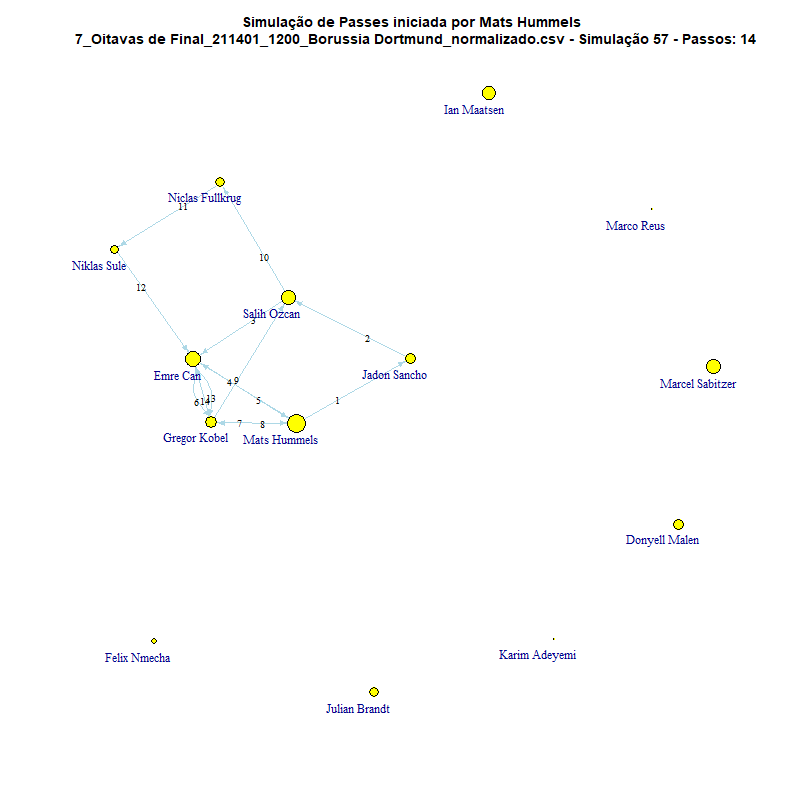 Simulação de Passes iniciada por Mats Hummels
7_Oitavas de Final_211401_1200_Borussia Dortmund_normalizado.csv - Simulação 57 - Passos: 14
Ian Maatsen
Niclas Fullkrug
11
Marco Reus
10
Niklas Sule
12
Salih Ozcan
3
2
Emre Can
Jadon Sancho
4
9
Marcel Sabitzer
6
14
13
5
1
7
8
Gregor Kobel
Mats Hummels
Donyell Malen
Felix Nmecha
Karim Adeyemi
Julian Brandt